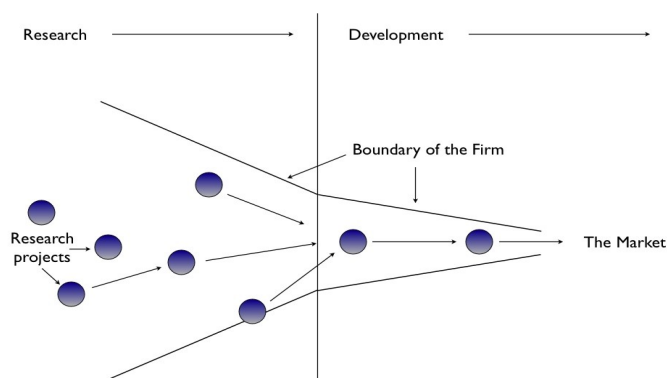 Research
Development
Boundary of the Firm
Research
projects
The Market